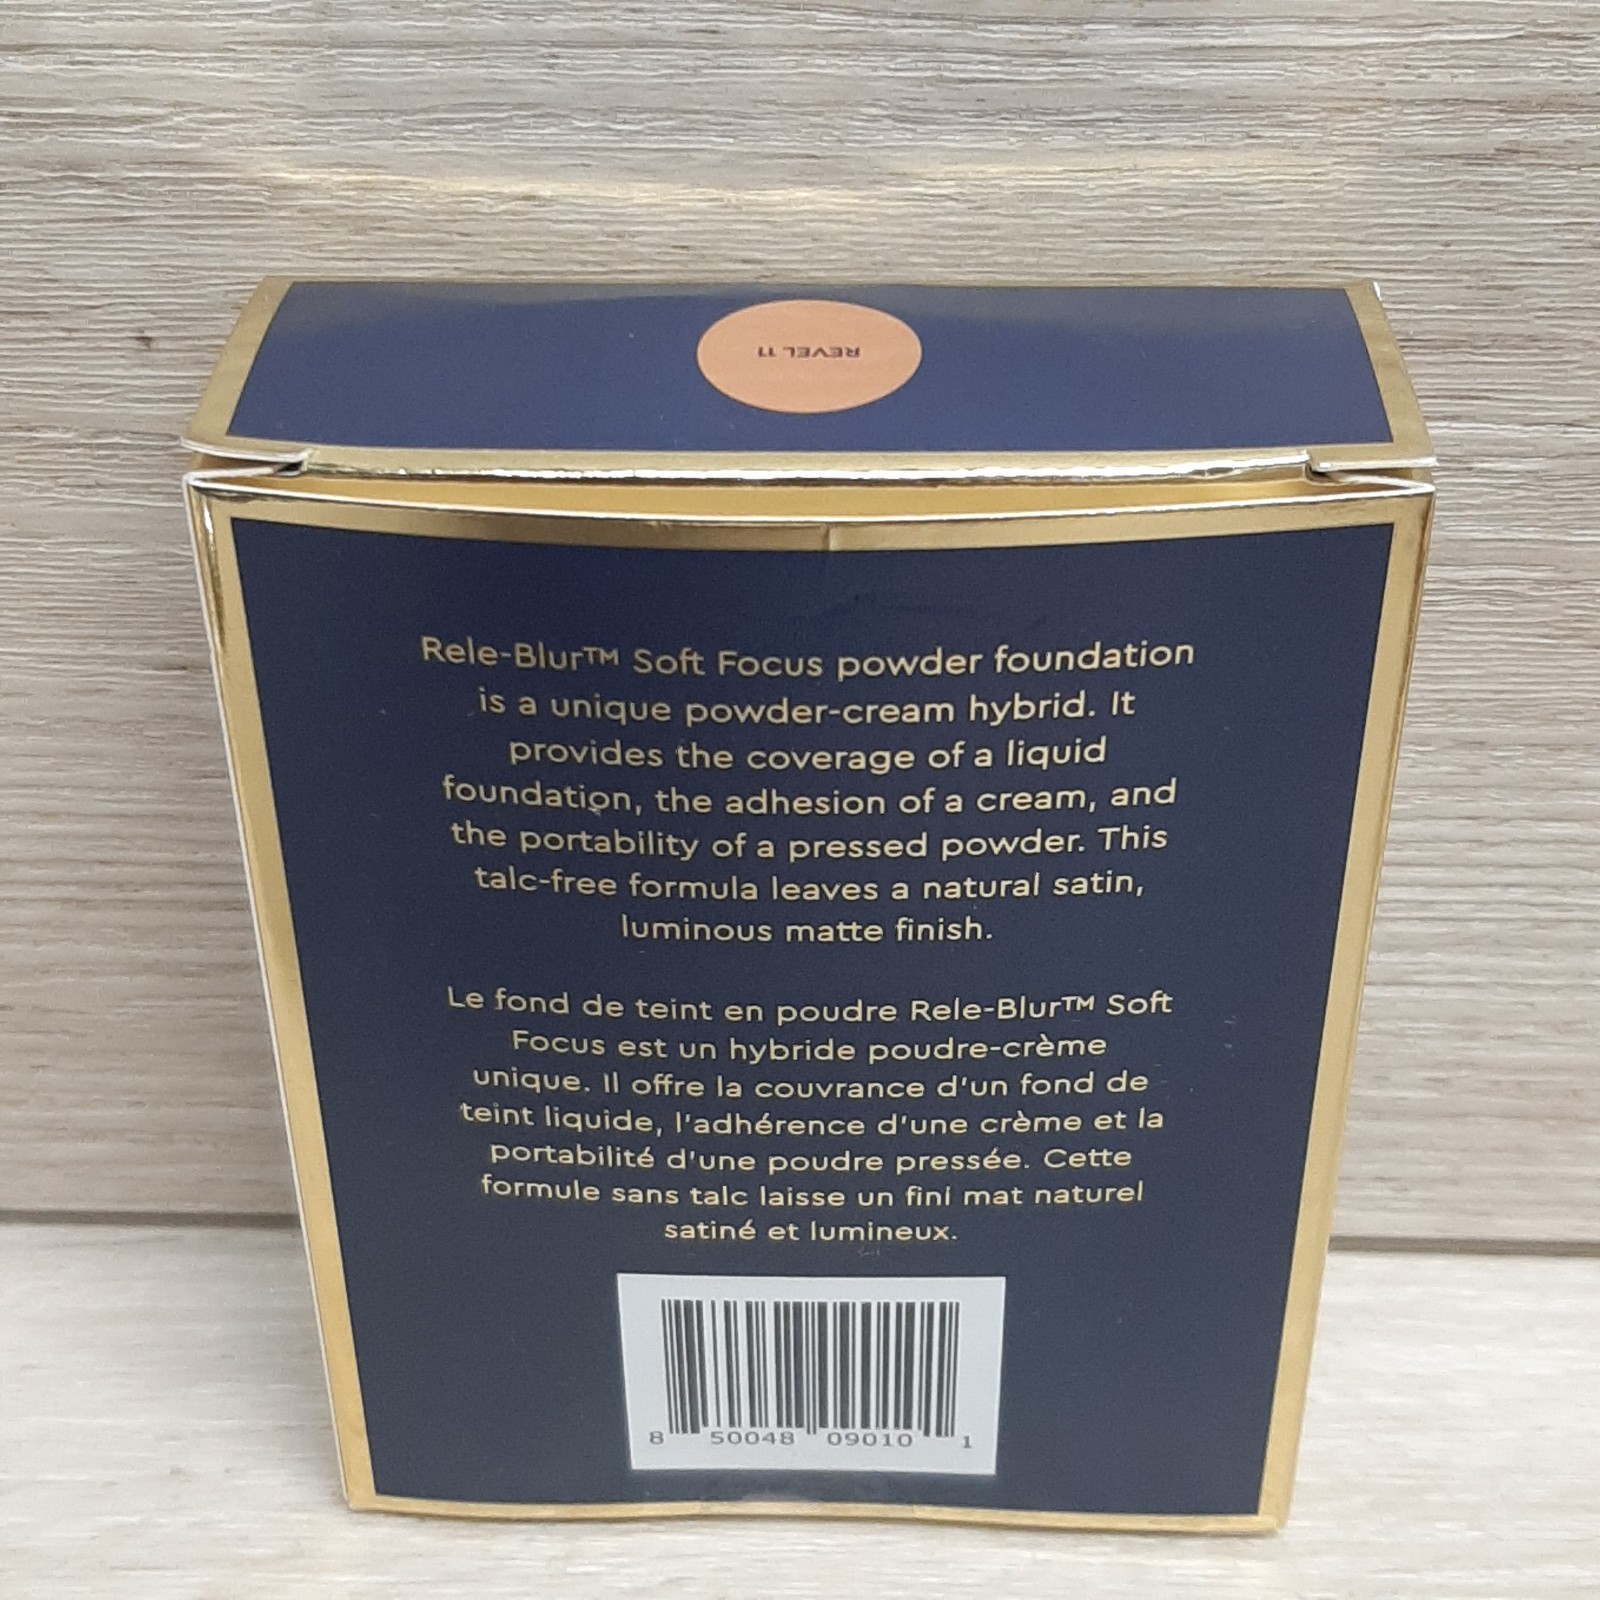 REVEL 11
Rele-Blur™ Soft Focus powder foundation
is a unique powder-cream hybrid. It
provides the coverage of a liquid
foundation, the adhesion of a cream, and
the portability of a pressed powder. This
talc-free formula leaves a natural satin,
luminous matte finish.
Le fond de teint en poudre Rele-Blur™ Soft
Focus est un hybride poudre-crème
unique. Il offre la couvrance d'un fond de
teint liquide, l'adhérence d'une crème et la
portabilité d'une poudre pressée. Cette
formule sans talc laisse un fini mat naturel
satiné et lumineux.
8 50048 09010 1